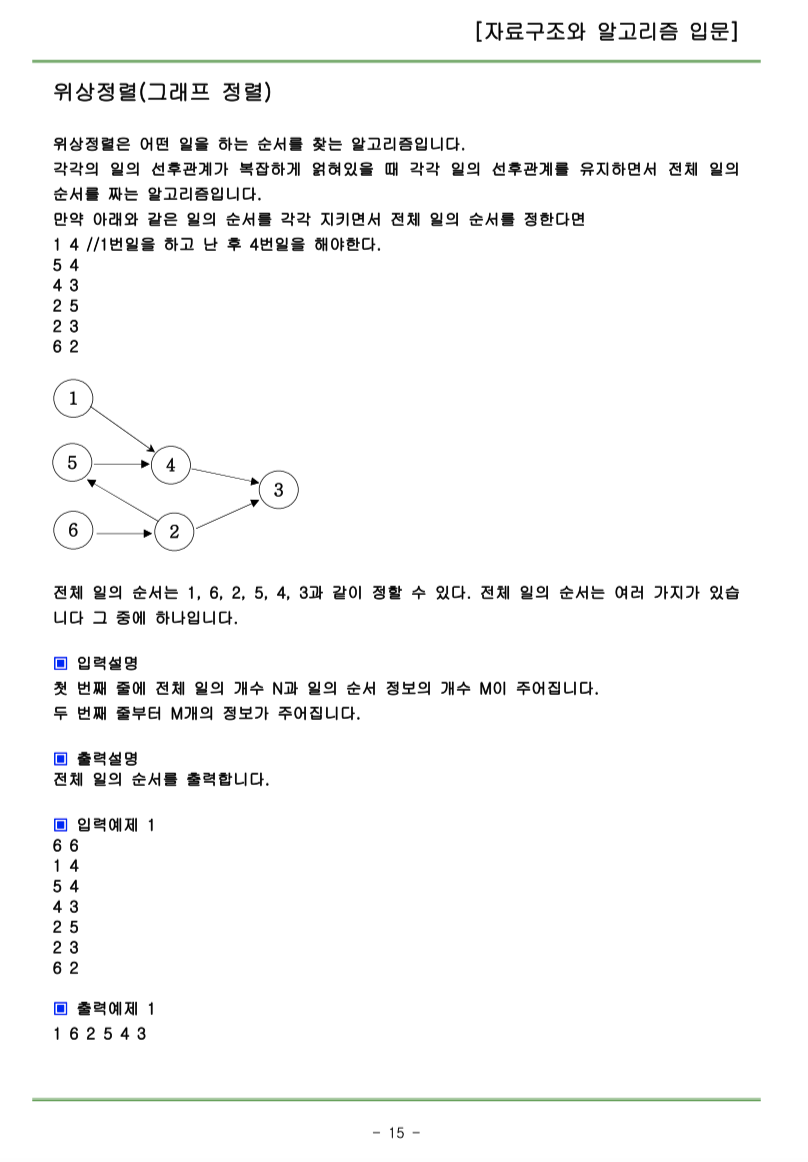 [자료구조와 알고리즘 입문]
위상정렬(그래프 정렬)
위상정렬은 어떤 일을 하는 순서를 찾는 알고리즘입니다.
각각의 일의 선후관계가 복잡하게 얽혀있을 때 각각 일의 선후관계를 유지하면서 전체 일의
순서를 짜는 알고리즘입니다.
만약 아래와 같은 일의 순서를 각각 지키면서 전체 일의 순서를 정한다면
1 4 //1번일을 하고 난 후 4번일을 해야한다.
5 4
4 3
2 5
2 3
6 2
1
5
4
3
6
2
전체 일의 순서는 1, 6, 2, 5, 4, 3과 같이 정할 수 있다. 전체 일의 순서는 여러 가지가 있습
니다 그 중에 하나입니다.
▣ 입력설명
첫 번째 줄에 전체 일의 개수 N과 일의 순서 정보의 개수 M이 주어집니다.
두 번째 줄부터 M개의 정보가 주어집니다.
▣ 출력설명
전체 일의 순서를 출력합니다.
▣ 입력예제 1
6 6
1 4
5 4
4 3
2 5
2 3
6 2
▣ 출력예제 1
1 6 2 5 4 3
- 15 -